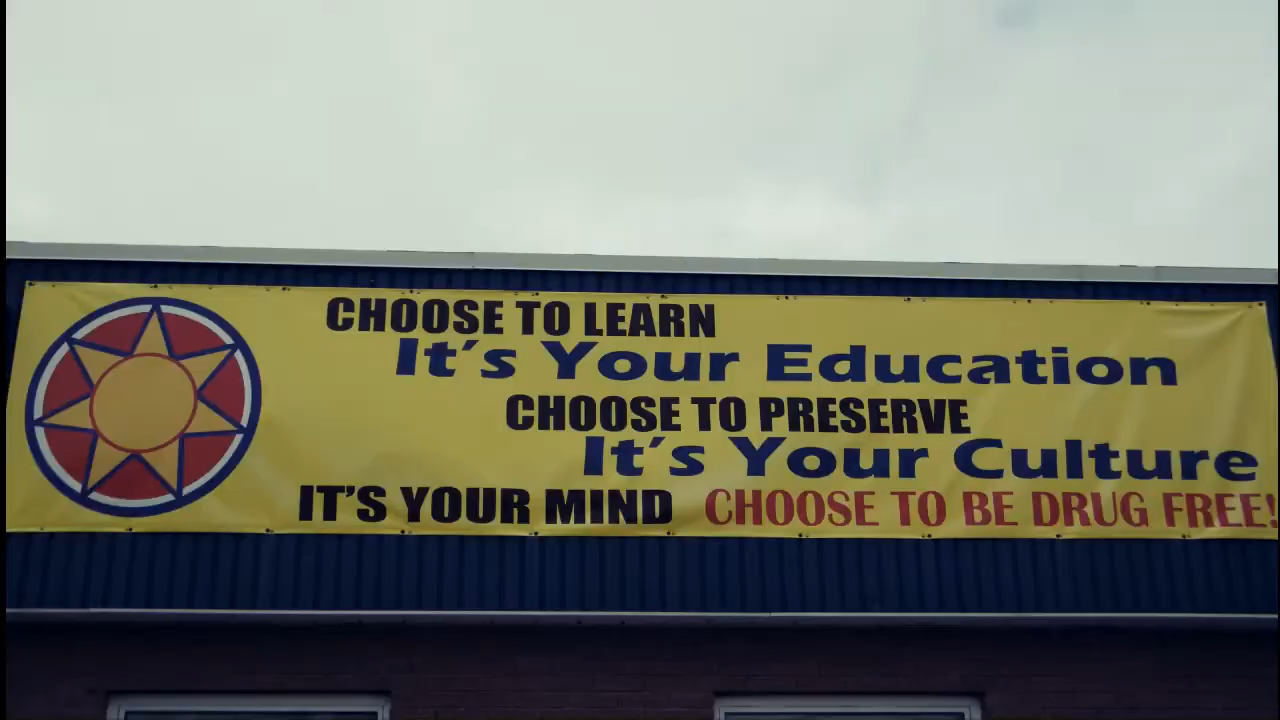 CHOOSE TO LEARN
It's Your Education
CHOOSE TO PRESERVE
It's Your Culture
IT'S YOUR MIND CHOOSE TO BE DRUG FREE!